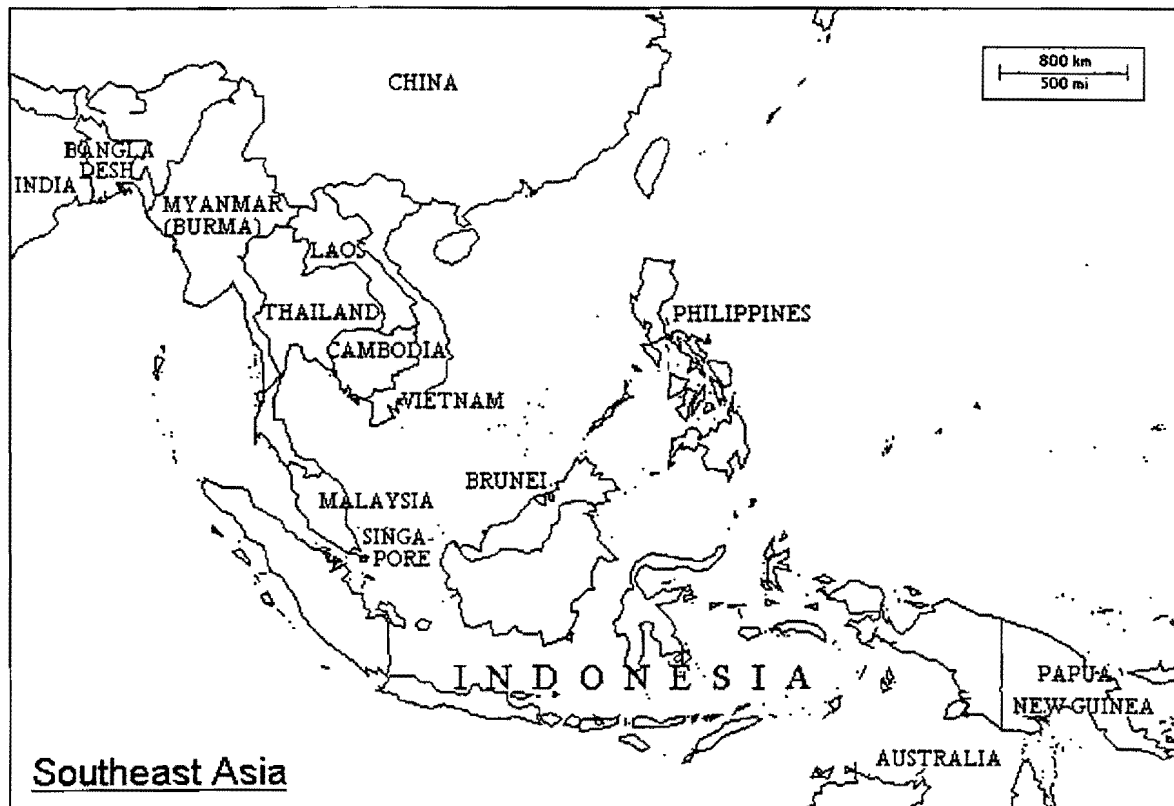 800 km
500 mi
CHINA
BANGLA
DESH
INDIA
MYANMAR
(BURMA)
LAOS
THAILAND
PHILIPPINES
CAMBODIA
VIETNAM
BRUNEI
MALAYSIA
SINGA-
PORE
INDONESIA
PAPUA
NEW GUINEA
AUSTRALIA
Southeast Asia